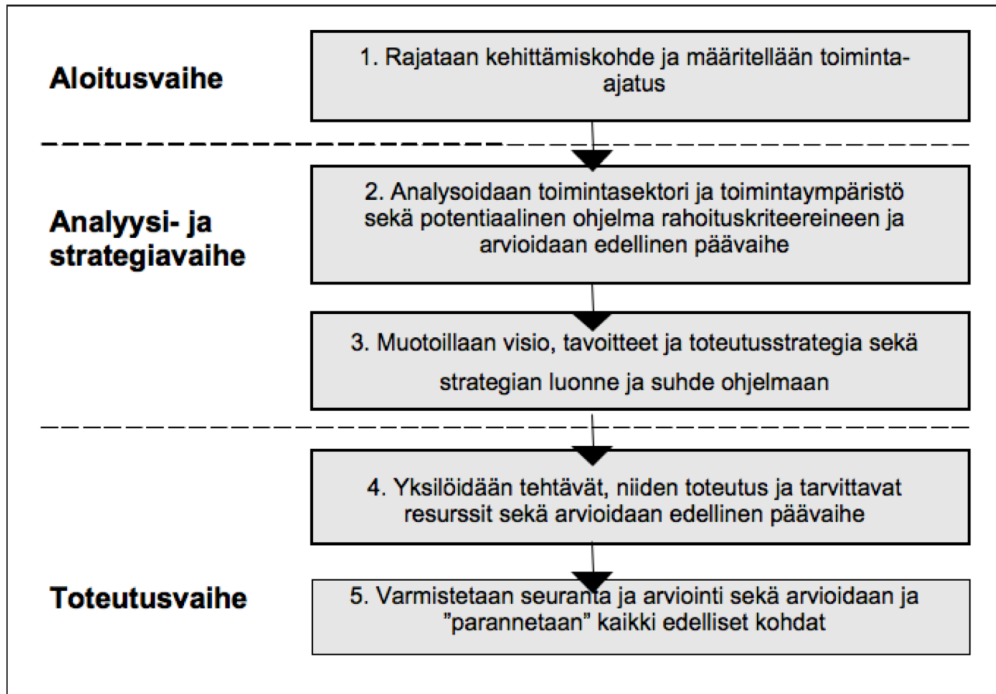 Aloitusvaihe
1. Rajataan kehittämiskohde ja määritellään toiminta-
ajatus
Analyysi- ja
strategiavaihe
2. Analysoidaan toimintasektori ja toimintaympäristö
sekä potentiaalinen ohjelma rahoituskriteereineen ja
arvioidaan edellinen päävaihe
3. Muotoillaan visio, tavoitteet ja toteutusstrategia sekä
strategian luonne ja suhde ohjelmaan
Toteutusvaihe
4. Yksilöidään tehtävät, niiden toteutus ja tarvittavat
resurssit sekä arvioidaan edellinen päävaihe
5. Varmistetaan seuranta ja arviointi sekä arvioidaan ja
”parannetaan” kaikki edelliset kohdat